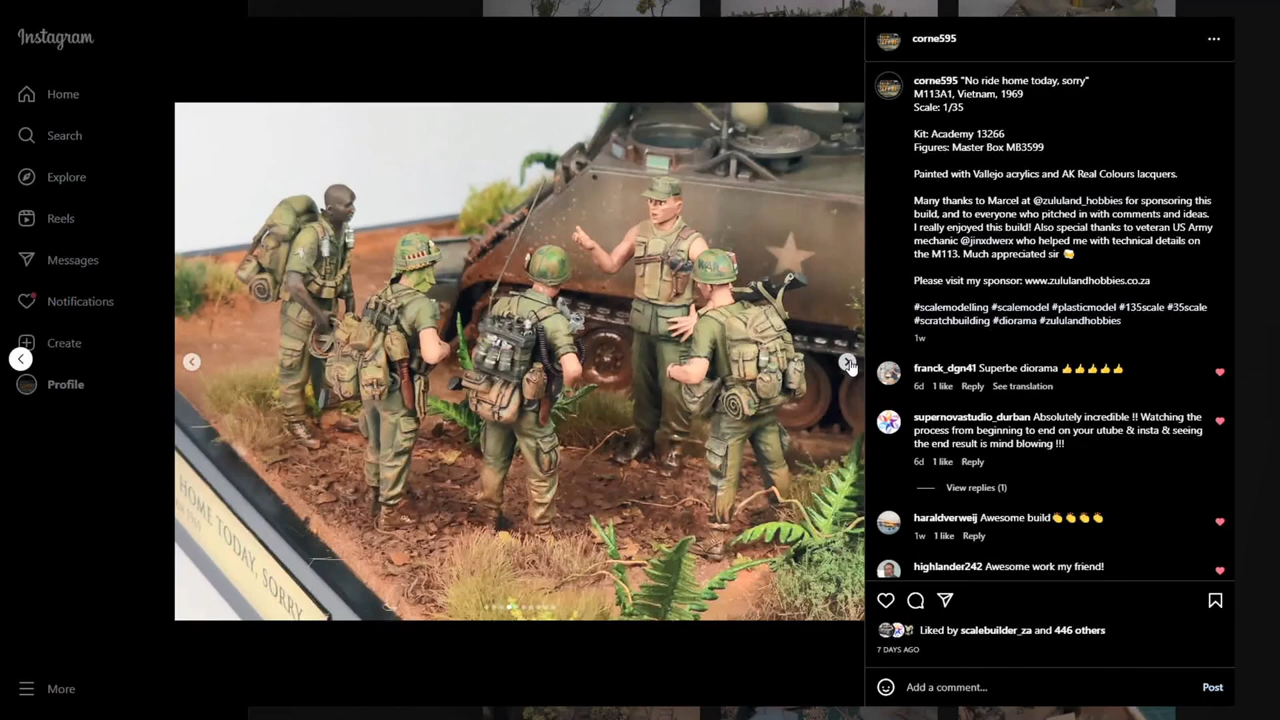 Instagram
Home
Search
Explore
Reels
Messages
Notifications
Create
Profile
More
HOME TODAY, SORRY
corne595
corne595 "No ride home today, sorry"
M113A1, Vietnam, 1969
Scale: 1/35
Kit: Academy 13266
Figures: Master Box MB3599
Painted with Vallejo acrylics and AK Real Colours lacquers.
Many thanks to Marcel at @zululand_hobbies for sponsoring this
build, and to everyone who pitched in with comments and ideas.
I really enjoyed this build! Also special thanks to veteran US Army
mechanic @jinxdwerx who helped me with technical details on
the M113. Much appreciated sir 🍻
Please visit my sponsor: www.zululandhobbies.co.za
#scalemodelling #scalemodel #plasticmodel #135scale #35scale
#scratchbuilding #diorama #zululandhobbies
1w
franck_dgn41 Superbe diorama 👍👍👍👍👍
6d 1 like Reply See translation
supernovastudio_durban Absolutely incredible !! Watching the
process from beginning to end on your utube & insta & seeing
the end result is mind blowing !!!
6d 1 like Reply
View replies (1)
haraldverweij Awesome build👏👏👏👏
1w 1 like Reply
highlander242 Awesome work my friend!
Liked by scalebuilder_za and 446 others
7 DAYS AGO
Add a comment...
Post